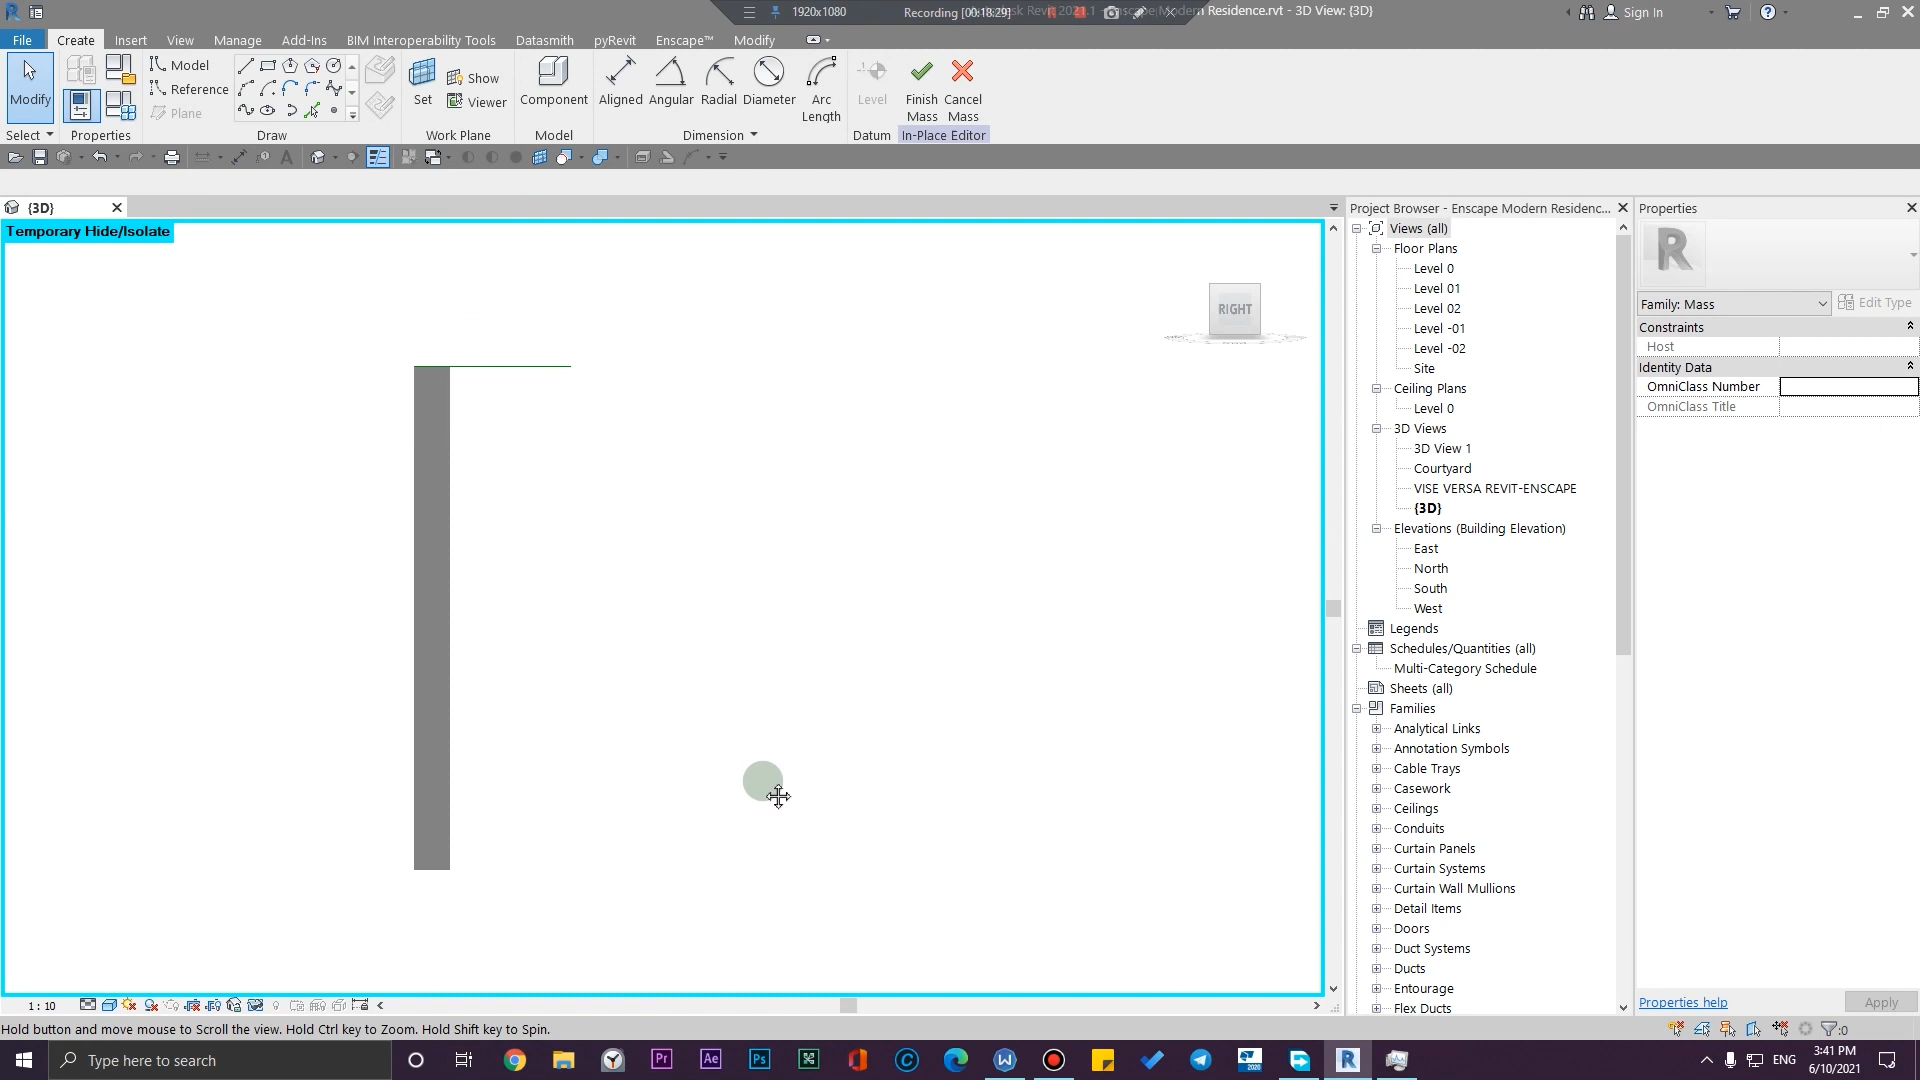 1920x1080
Recording [00:18:29]
Modern Residence.rvt - 3D View: {3D}
Sign In
File
Create
Insert
View
Manage
Add-Ins
BIM Interoperability Tools
Datasmith
pyRevit
Enscape™
Modify
Modify
Model
Reference
Plane
Set
Show
Viewer
Component
Aligned
Angular
Radial
Diameter
Arc
Length
Level
Finish
Mass
Cancel
Mass
Select
Properties
Draw
Work Plane
Model
Dimension
Datum
In-Place Editor
{3D}
Project Browser - Enscape Modern Residenc...
Properties
Temporary Hide/Isolate
RIGHT
Views (all)
Floor Plans
Level 0
Level 01
Level 02
Level -01
Level -02
Site
Ceiling Plans
Level 0
3D Views
3D View 1
Courtyard
VISE VERSA REVIT-ENSCAPE
{3D}
Elevations (Building Elevation)
East
North
South
West
Legends
Schedules/Quantities (all)
Multi-Category Schedule
Sheets (all)
Families
Analytical Links
Annotation Symbols
Cable Trays
Casework
Ceilings
Conduits
Curtain Panels
Curtain Systems
Curtain Wall Mullions
Detail Items
Doors
Duct Systems
Ducts
Entourage
Flex Ducts
Family: Mass
Edit Type
Constraints
Host
Identity Data
OmniClass Number
OmniClass Title
Properties help
Apply
1 : 10
Hold button and move mouse to Scroll the view. Hold Ctrl key to Zoom. Hold Shift key to Spin.
:0
Type here to search
Pr
Ae
Ps
2020
R
ENG
3:41 PM
6/10/2021